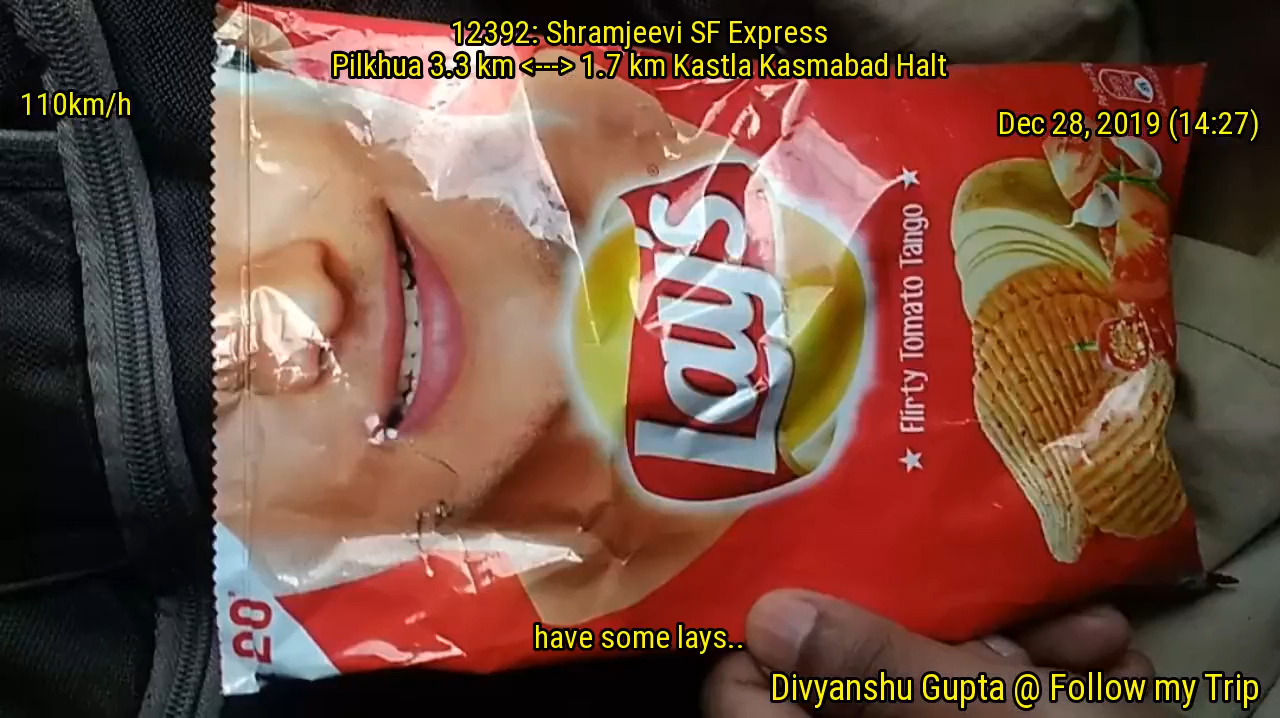 12392: Shramjeevi SF Express
Pilkhua 3.3 km <---> 1.7 km Kastla Kasmabad Halt
110km/h
Dec 28, 2019 (14:27)
Lay's
®
★ Flirty Tomato Tango ★
20
have some lays..
Divyanshu Gupta @ Follow my Trip